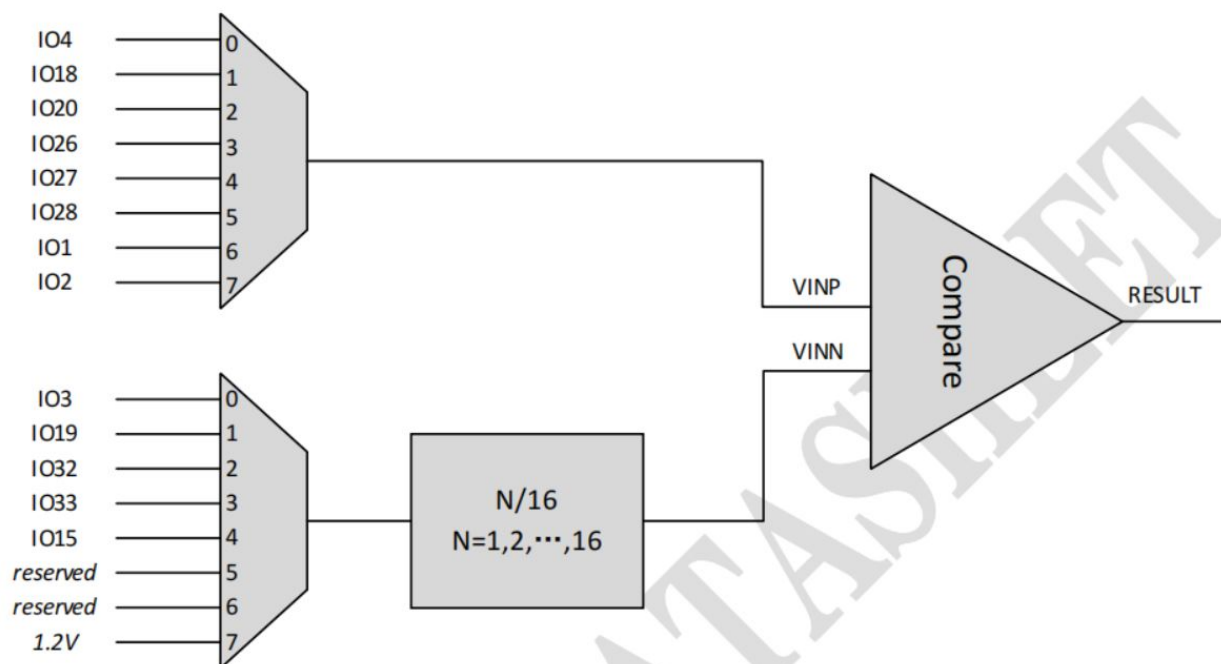 IO4
0
IO18
1
IO20
2
IO26
3
IO27
4
IO28
5
IO1
6
IO2
7
VINP
VINN
Compare
RESULT
IO3
0
IO19
1
IO32
2
IO33
3
IO15
4
reserved
5
reserved
6
1.2V
7
N/16
N=1,2,⋯,16
TASHET